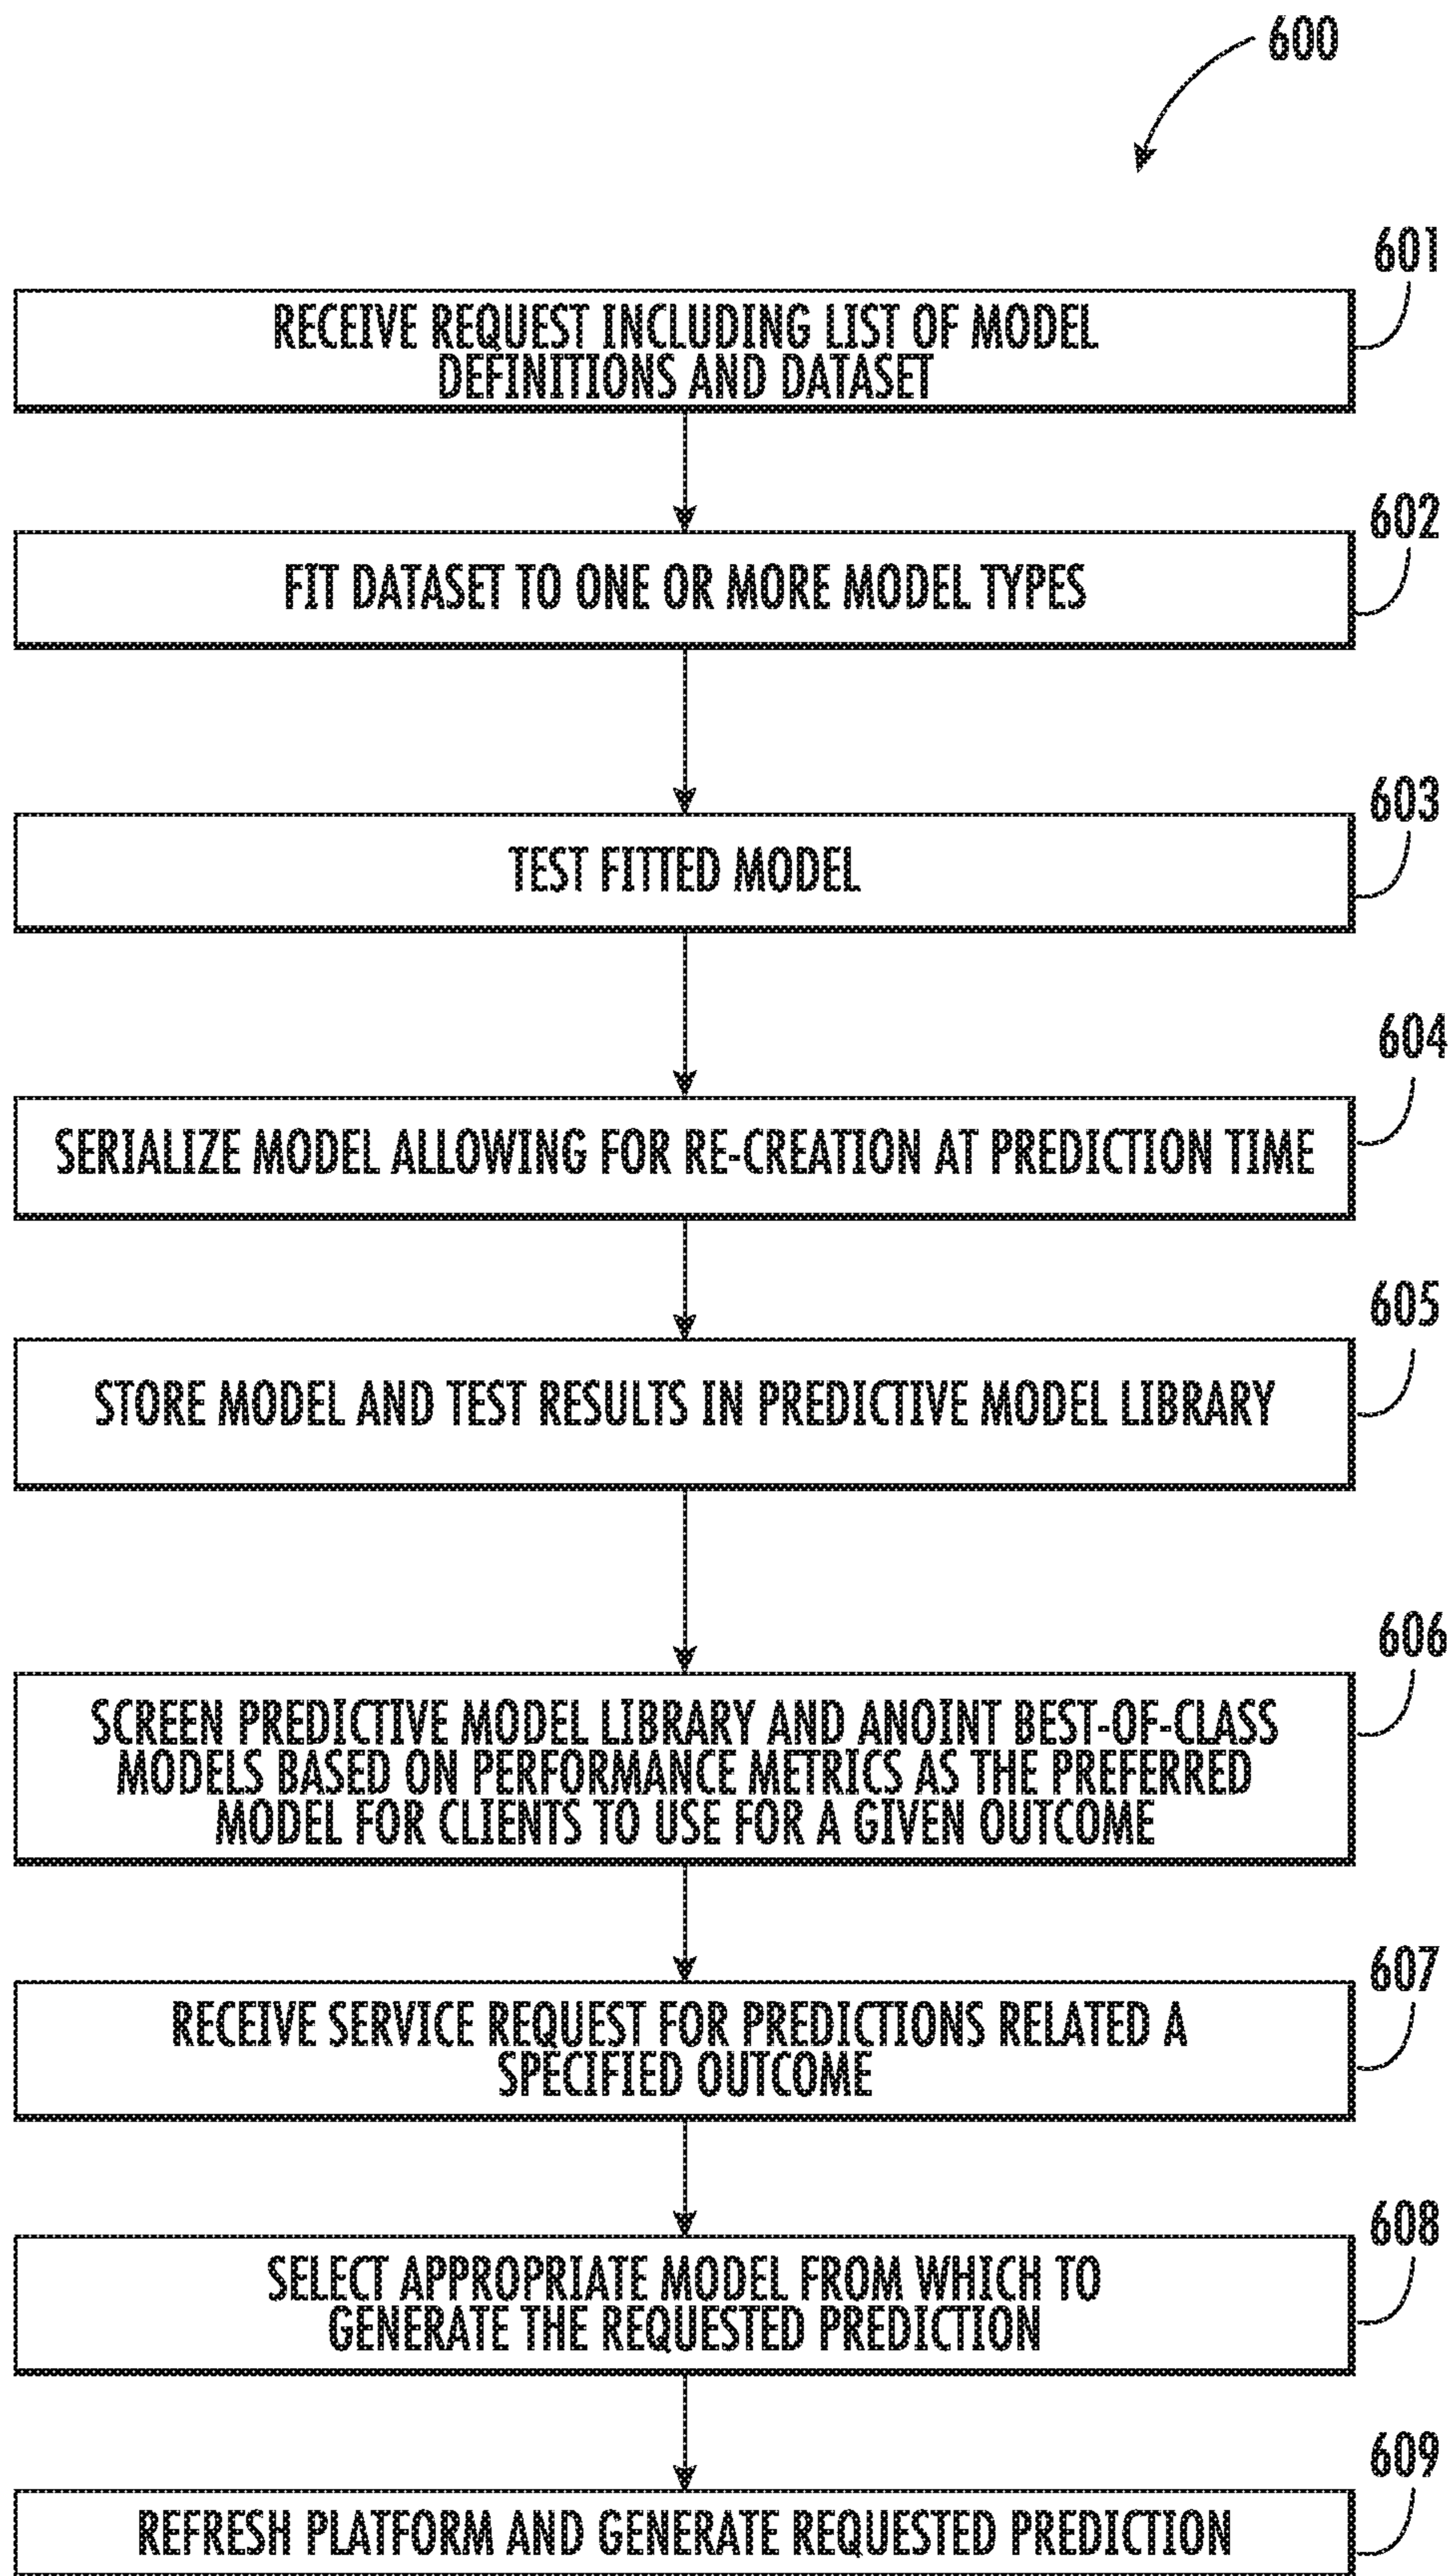 600
601
RECEIVE REQUEST INCLUDING LIST OF MODEL
DEFINITIONS AND DATASET
602
FIT DATASET TO ONE OR MORE MODEL TYPES
603
TEST FITTED MODEL
604
SERIALIZE MODEL ALLOWING FOR RE-CREATION AT PREDICTION TIME
605
STORE MODEL AND TEST RESULTS IN PREDICTIVE MODEL LIBRARY
606
SCREEN PREDICTIVE MODEL LIBRARY AND ANOINT BEST-OF-CLASS
MODELS BASED ON PERFORMANCE METRICS AS THE PREFERRED
MODEL FOR CLIENTS TO USE FOR A GIVEN OUTCOME
607
RECEIVE SERVICE REQUEST FOR PREDICTIONS RELATED A
SPECIFIED OUTCOME
608
SELECT APPROPRIATE MODEL FROM WHICH TO
GENERATE THE REQUESTED PREDICTION
609
REFRESH PLATFORM AND GENERATE REQUESTED PREDICTION